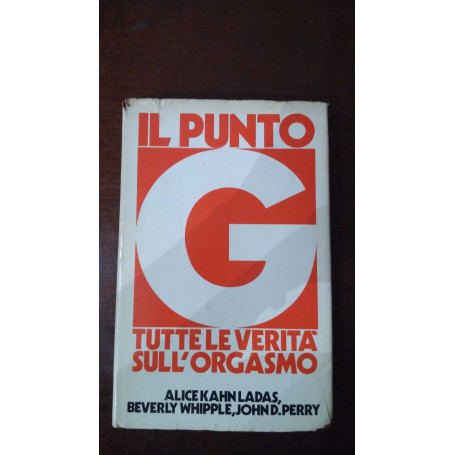 IL PUNTO
G
TUTTE LE VERITÀ
SULL'ORGASMO
ALICE KAHN LADAS,
BEVERLY WHIPPLE, JOHN D. PERRY